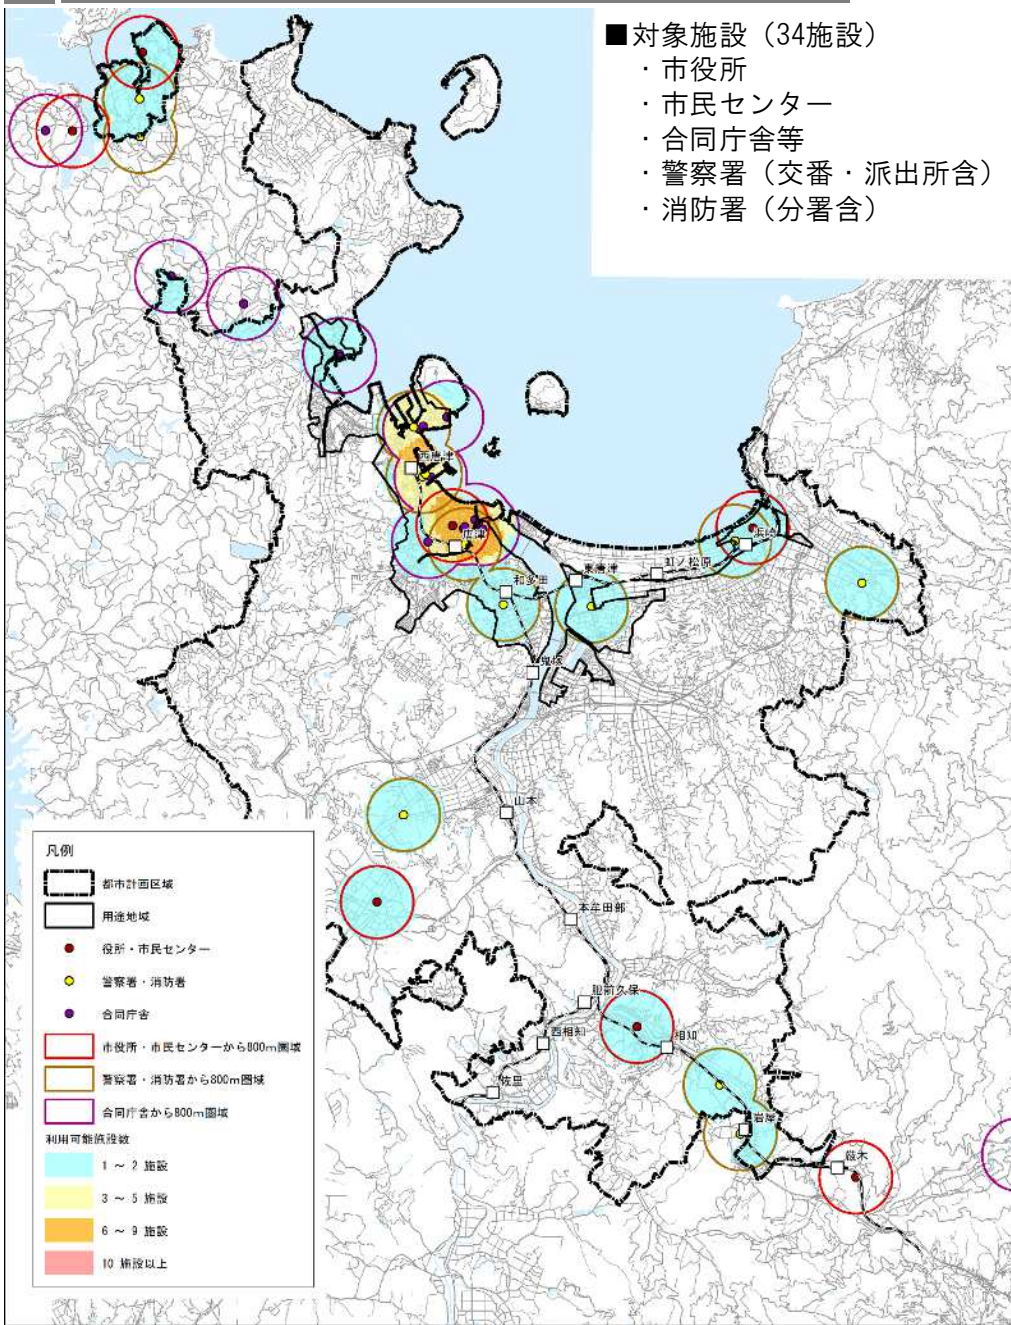 ■対象施設（34施設）
・市役所
・市民センター
・合同庁舎等
・警察署（交番・派出所含）
・消防署（分署含）
西唐津
唐津
浜崎
虹ノ松原
東唐津
和多田
鬼塚
山本
本牟田部
肥前久保
西相知
相知
佐里
岩屋
厳木
凡例
都市計画区域
用途地域
役所・市民センター
警察署・消防署
合同庁舎
市役所・市民センターから800m圏域
警察署・消防署から800m圏域
合同庁舎から800m圏域
利用可能施設数
1 ～ 2 施設
3 ～ 5 施設
6 ～ 9 施設
10 施設以上